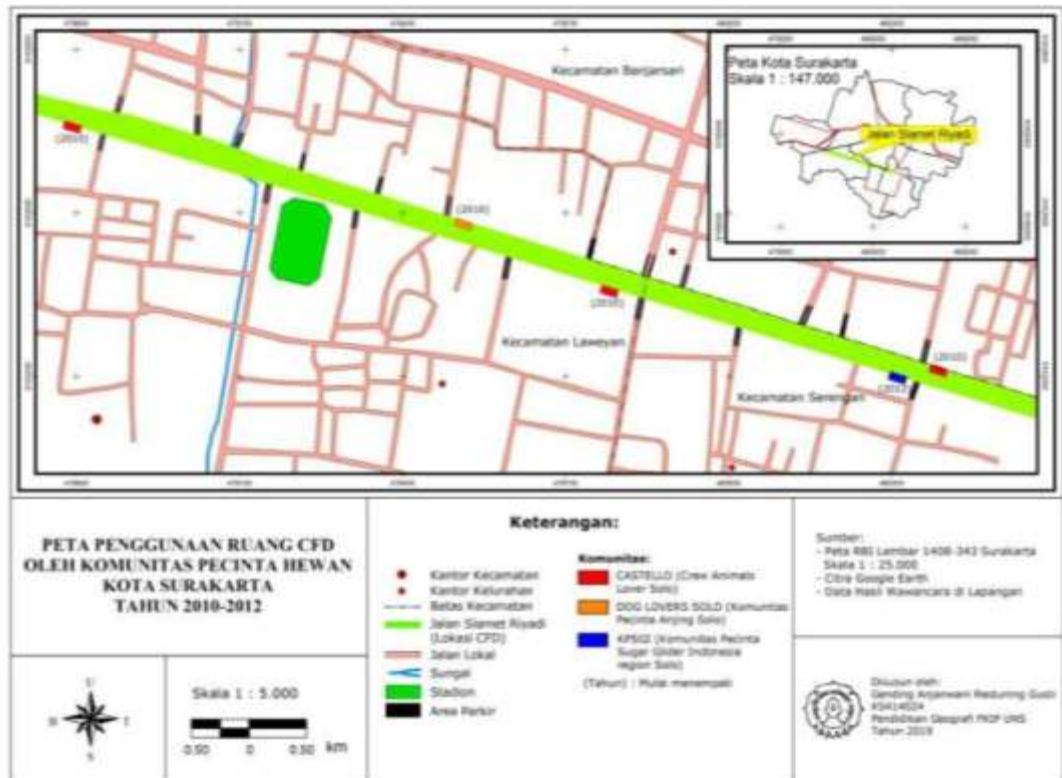 Kecamatan Banjarsari
Peta Kota Surakarta
Skala 1 : 147.000
Jalan Slamet Riyadi
(2010)
(2010)
(2010)
Kecamatan Laweyan
(2010)
(2012)
Kecamatan Serengan
PETA PENGGUNAAN RUANG CFD
OLEH KOMUNITAS PECINTA HEWAN
KOTA SURAKARTA
TAHUN 2010-2012
U
B
T
S
Skala 1 : 5.000
0.50 0 0.50 km
Keterangan:
Kantor Kecamatan
Kantor Kelurahan
Batas Kecamatan
Jalan Slamet Riyadi
(Lokasi CFD)
Jalan Lokal
Sungai
Stadion
Area Parkir
Komunitas:
CASTELLO (Crew Animals
Lover Solo)
DOG LOVERS SOLO (Komunitas
Pecinta Anjing Solo)
(Komunitas Pecinta
Sugar Glider Indonesia
region Solo)
(Tahun) : Mulai menempati
Sumber:
- Peta RBI Lembar 1408-343 Surakarta
Skala 1 : 25.000
- Citra Google Earth
- Data Hasil Wawancara di Lapangan
Disusun oleh:
Gending Anjanwani
Pendidikan Geografi FKIP UNS
Tahun 2019